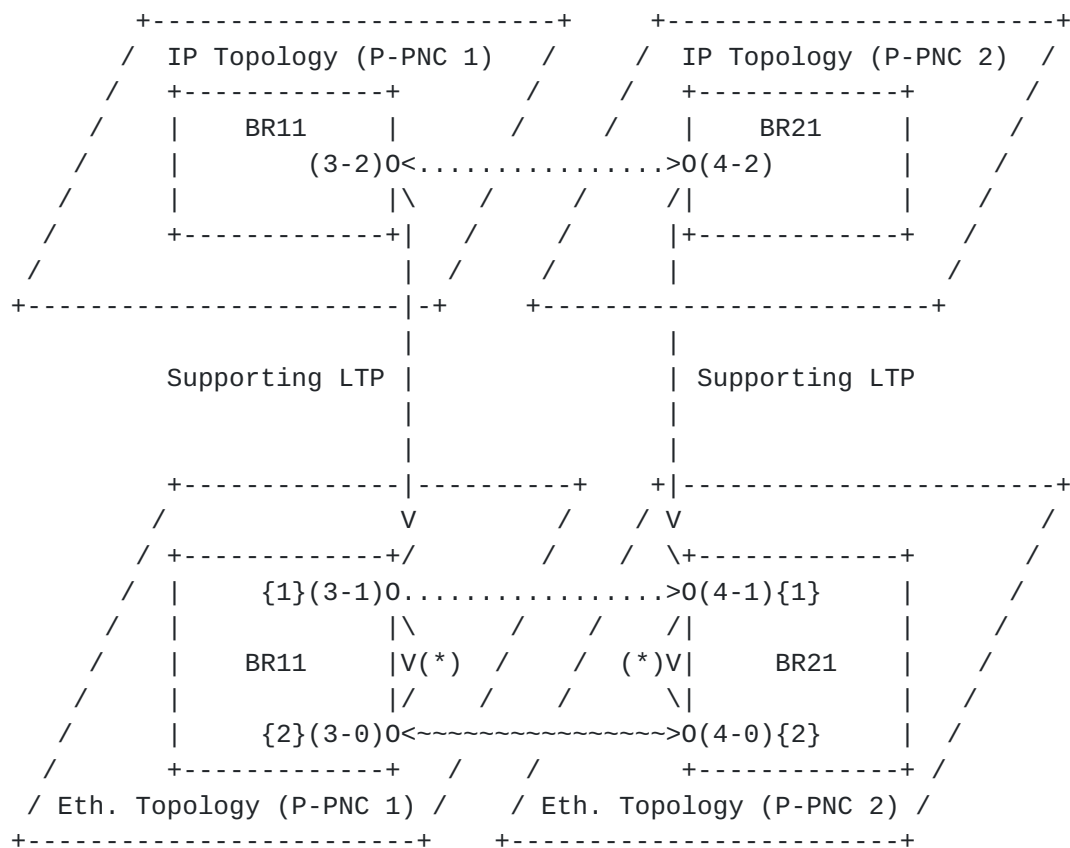 IP Topology (P-PNC 1) IP Topology (P-PNC 2)
BR11 BR21
(3-2)O<................>O(4-2)
Supporting LTP Supporting LTP
{1}(3-1)O.................>O(4-1){1}
V(*) (*)V
BR11 BR21
{2}(3-0)O<~~~~~~~~~~~~~~~~>O(4-0){2}
Eth. Topology (P-PNC 1) Eth. Topology (P-PNC 2)